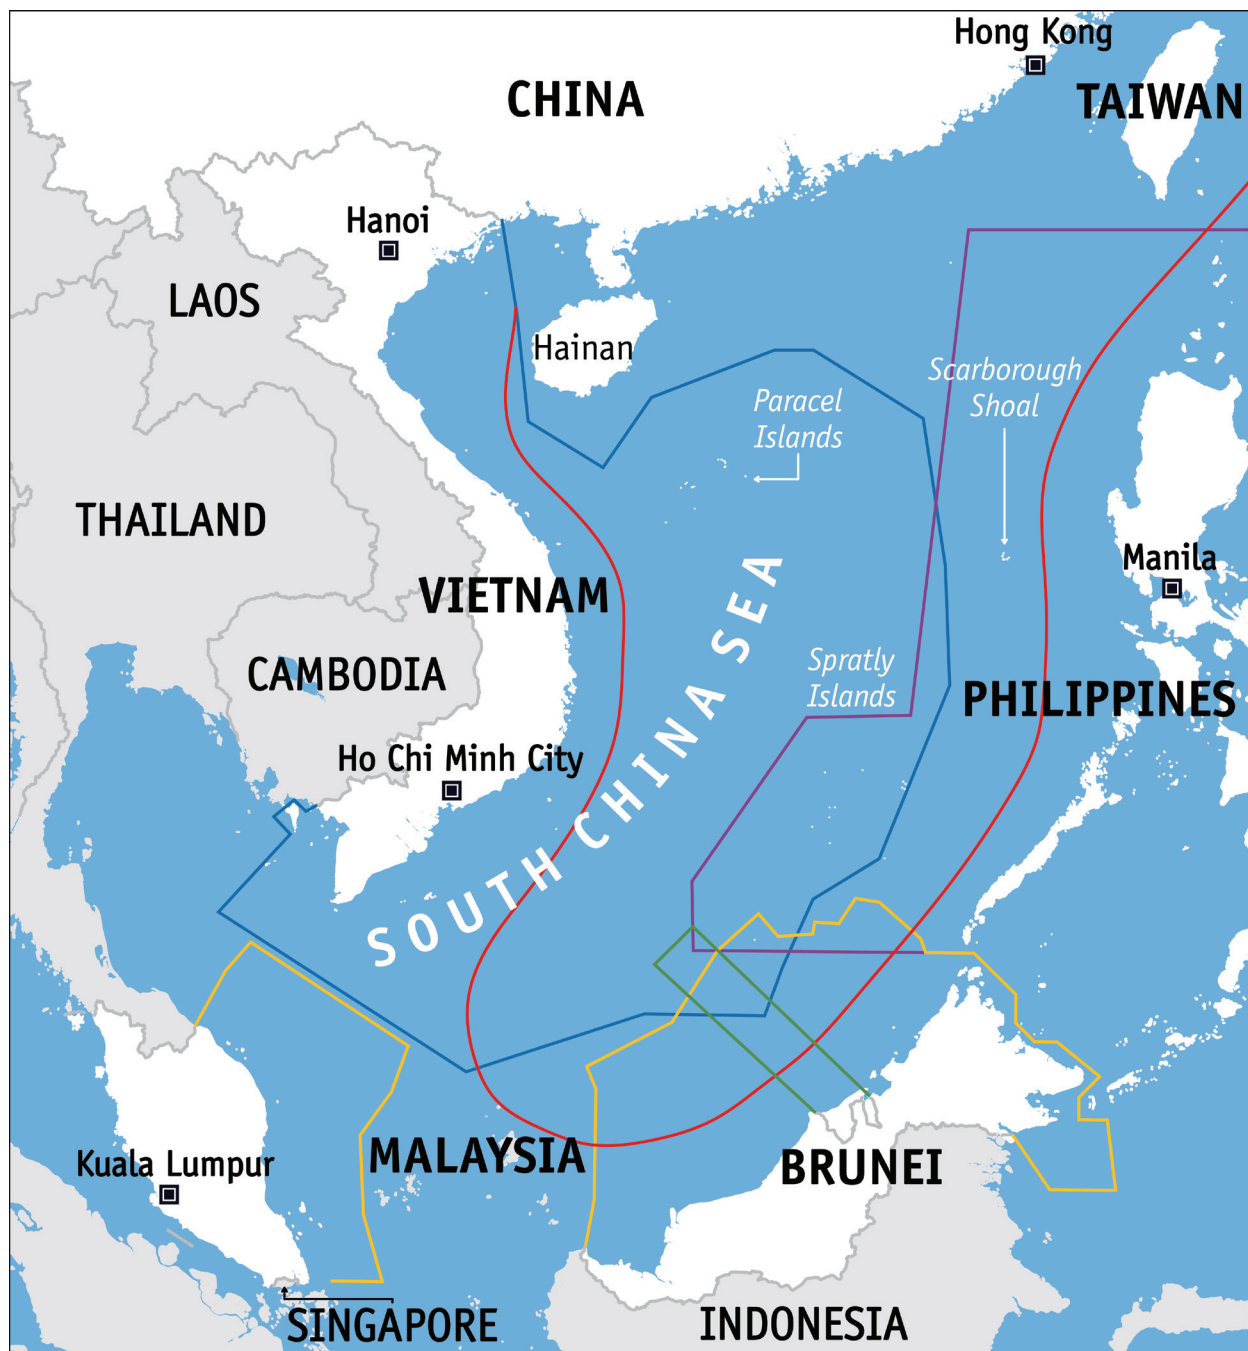 Hong Kong
CHINA
TAIWAN
Hanoi
LAOS
Hainan
Scarborough
Shoal
Paracel
Islands
THAILAND
Manila
VIETNAM
CAMBODIA
Spratly
Islands
PHILIPPINES
Ho Chi Minh City
SOUTH CHINA SEA
MALAYSIA
Kuala Lumpur
BRUNEI
SINGAPORE
INDONESIA